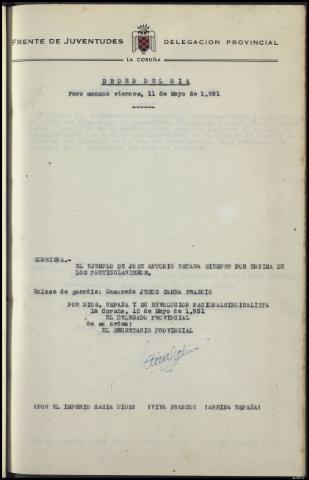 FRENTE DE JUVENTUDES DELEGACION PROVINCIAL
LA CORUÑA
ORDEN DEL DIA
Para mañana viernes, 11 de Mayo de 1,951
CONSIGNA.-
EL EJEMPLO DE JOSE ANTONIO ESTARA SIEMPRE POR ENCIMA DE
LOS PARTICULARISMOS.
Enlace de guardia: Camarada JESUS
POR DIOS, ESPAÑA Y SU REVOLUCION NACIONALSINDICALISTA
La Coruña, 10 de Mayo de 1,951
EL DELEGADO PROVINCIAL
de su orden:
EL SECRETARIO PROVINCIAL
¡POR EL IMPERIO HACIA DIOS! ¡VIVA FRANCO! ¡ARRIBA ESPAÑA!